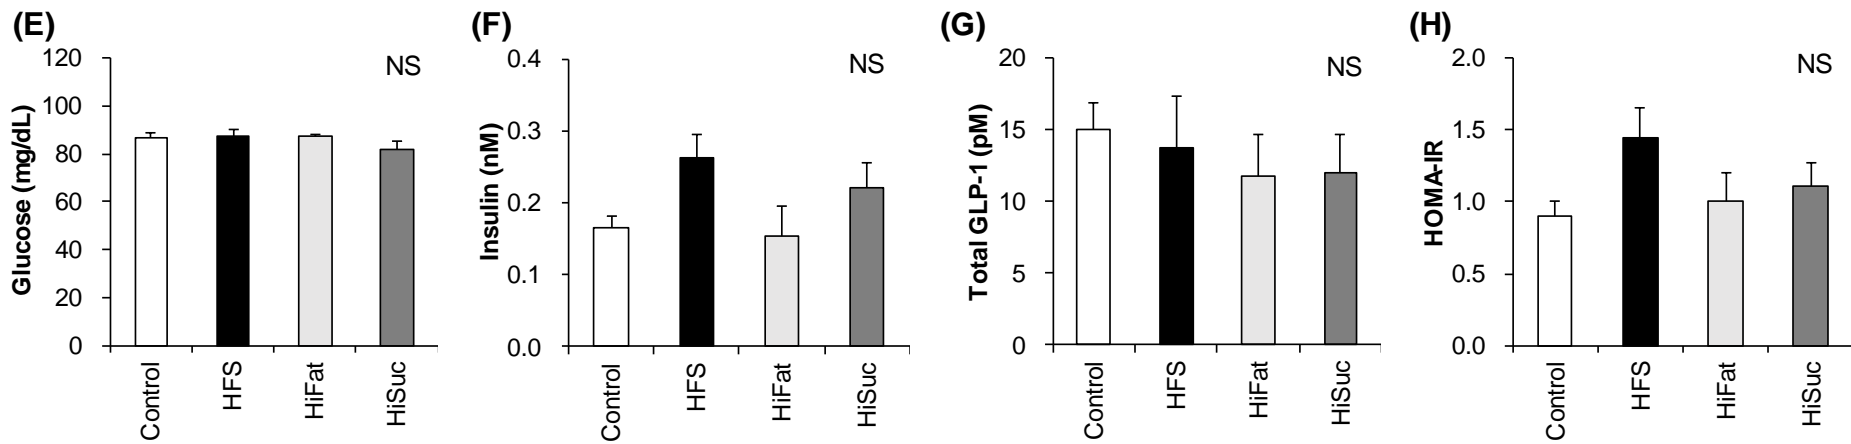 (E)
NS
Glucose (mg/dL)
120
100
80
60
40
20
0
Control
HFS
HiFat
HiSuc
(F)
NS
Insulin (nM)
0.4
0.3
0.2
0.1
0.0
Control
HFS
HiFat
HiSuc
(G)
NS
Total GLP-1 (pM)
20
15
10
5
0
Control
HFS
HiFat
HiSuc
(H)
NS
HOMA-IR
2.0
1.5
1.0
0.5
0.0
Control
HFS
HiFat
HiSuc